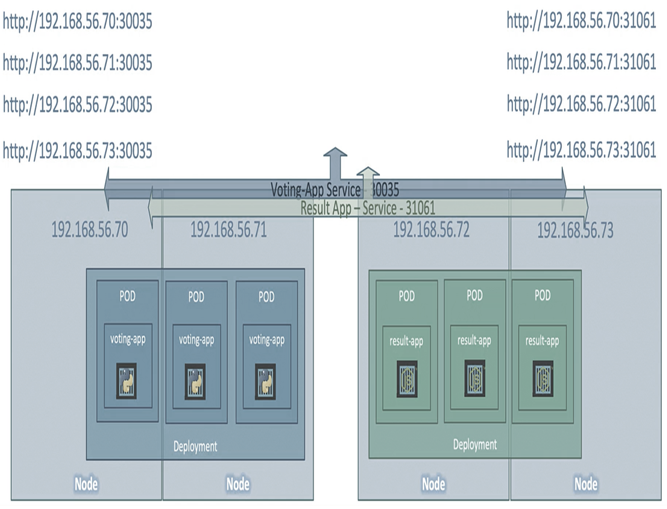 http://192.168.56.70:30035
http://192.168.56.71:30035
http://192.168.56.72:30035
http://192.168.56.73:30035
http://192.168.56.70:31061
http://192.168.56.71:31061
http://192.168.56.72:31061
http://192.168.56.73:31061
Voting-App Service - 30035
Result App – Service - 31061
192.168.56.70
192.168.56.71
192.168.56.72
192.168.56.73
POD
POD
POD
voting-app
voting-app
voting-app
Deployment
POD
POD
POD
result-app
result-app
result-app
Deployment
Node
Node
Node
Node